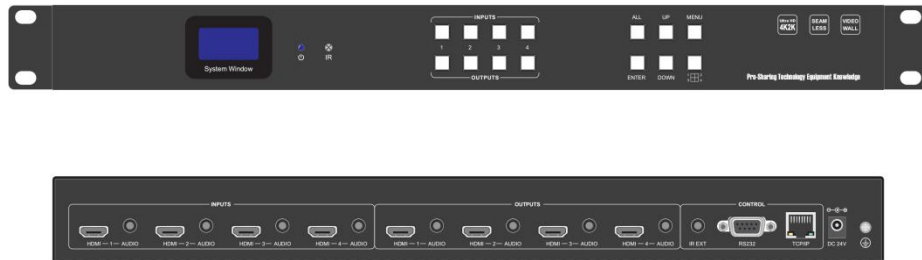 INPUTS
ALL UP MENU
Ultra HD 4K2K
SEAM LESS
VIDEO WALL
1 2 3 4
System Window
IR
OUTPUTS
ENTER DOWN
Pro-Sharing Technology Equipment Knowledge
INPUTS OUTPUTS CONTROL
HDMI — 1 — AUDIO HDMI — 2 — AUDIO HDMI — 3 — AUDIO HDMI — 4 — AUDIO HDMI — 1 — AUDIO HDMI — 2 — AUDIO HDMI — 3 — AUDIO HDMI — 4 — AUDIO IR EXT RS232 TCP/IP DC 24V